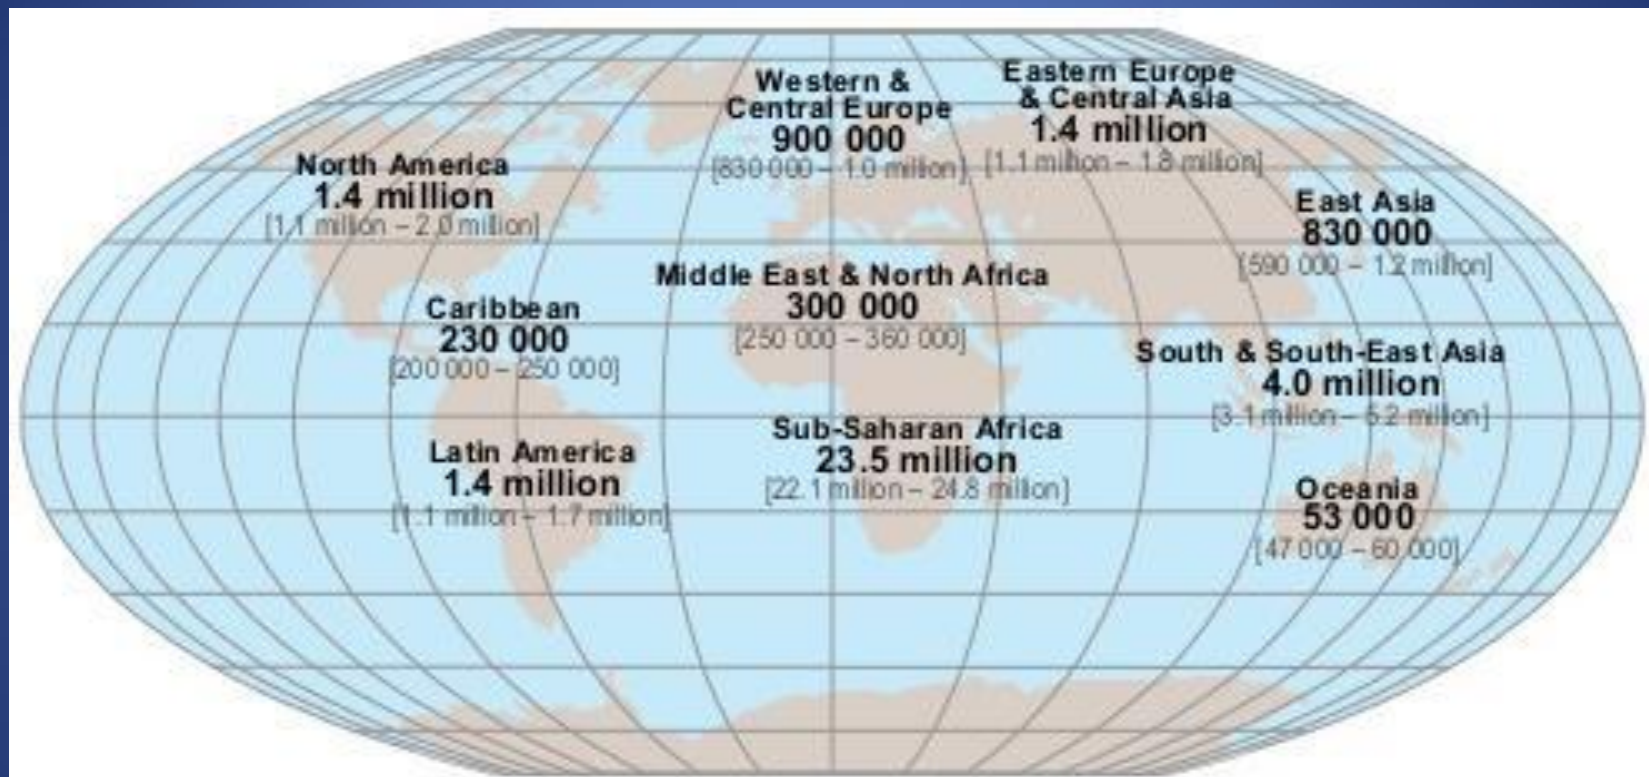 Western &
Central Europe
900 000
[830 000 – 1.0 million]
Eastern Europe
& Central Asia
1.4 million
[1.1 million – 1.8 million]
North America
1.4 million
[1.1 million – 2.0 million]
East Asia
830 000
[590 000 – 1.2 million]
Middle East & North Africa
300 000
[250 000 – 360 000]
Caribbean
230 000
[200 000 – 250 000]
South & South-East Asia
4.0 million
[3.1 million – 5.2 million]
Sub-Saharan Africa
23.5 million
[22.1 million – 24.8 million]
Latin America
1.4 million
[1.1 million – 1.7 million]
Oceania
53 000
[47 000 – 60 000]